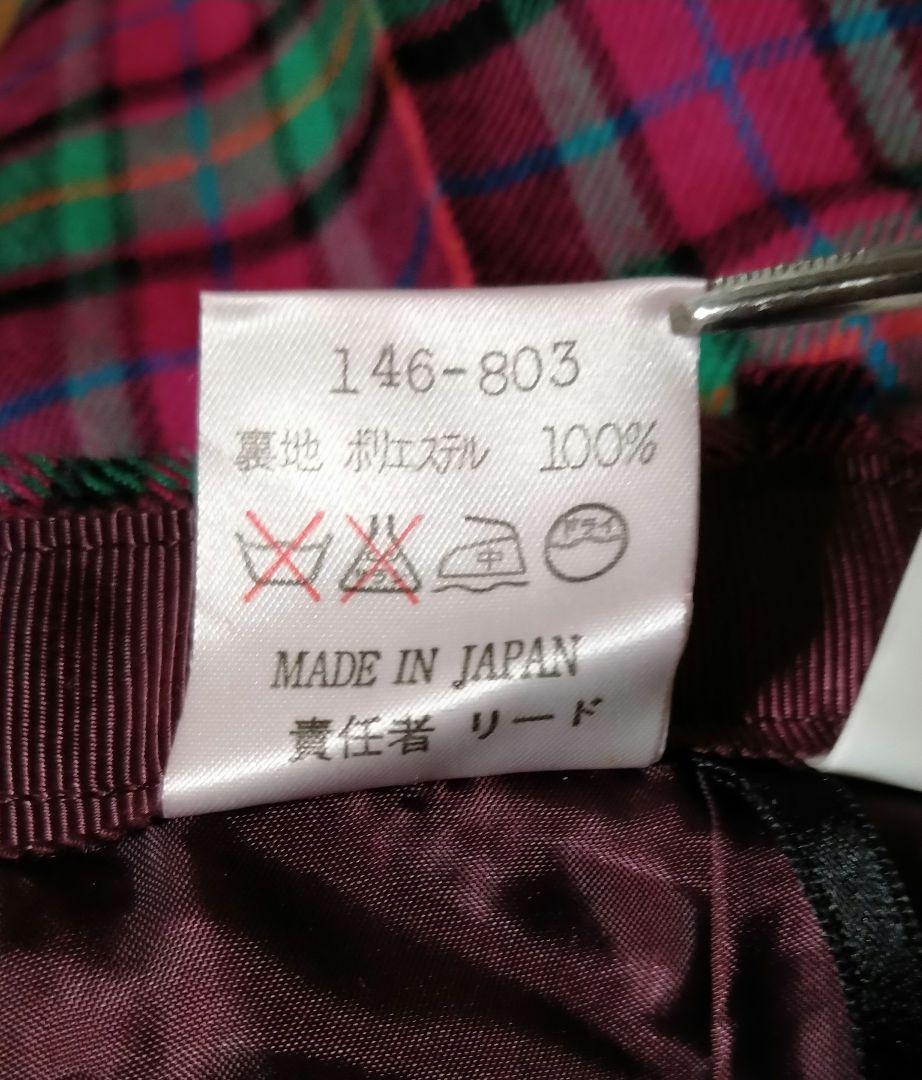 146-803
裏地 ポリエステル 100%
中 ドライ
MADE IN JAPAN
責任者 リード